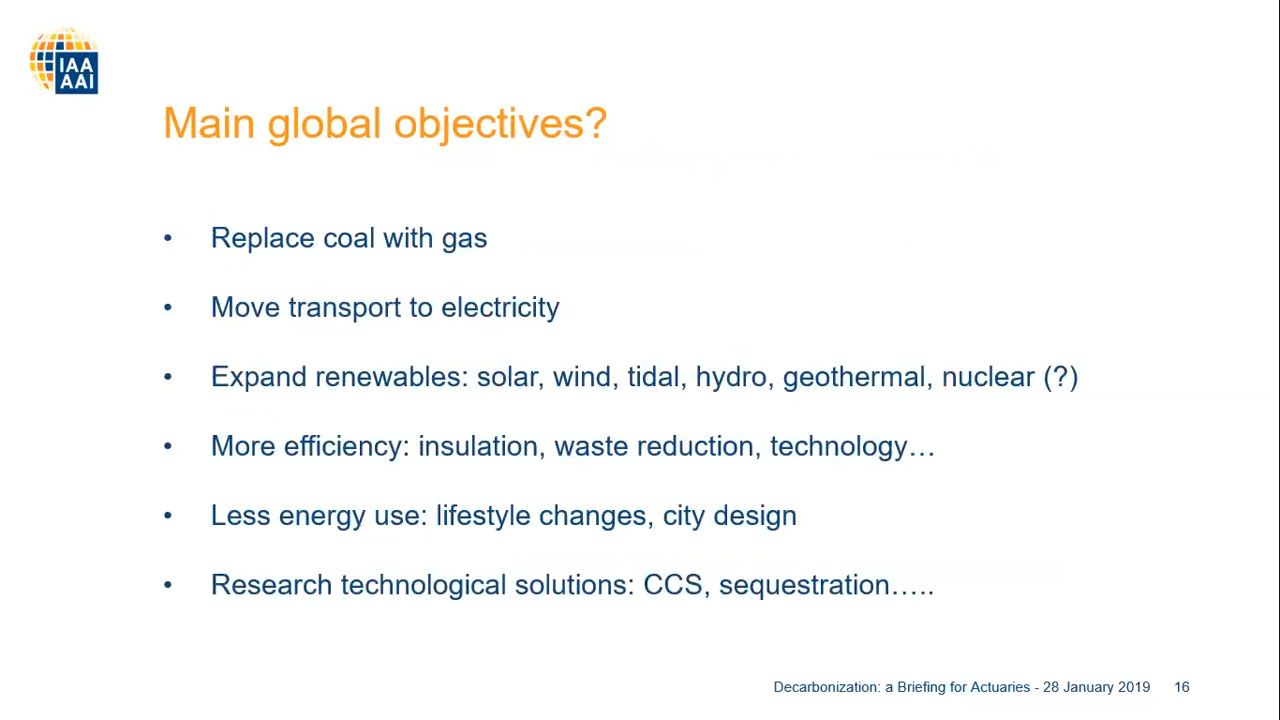 IAA
AAI
Main global objectives?
• Replace coal with gas
• Move transport to electricity
• Expand renewables: solar, wind, tidal, hydro, geothermal, nuclear (?)
• More efficiency: insulation, waste reduction, technology…
• Less energy use: lifestyle changes, city design
• Research technological solutions: CCS, sequestration…..
Decarbonization: a Briefing for Actuaries - 28 January 2019 16